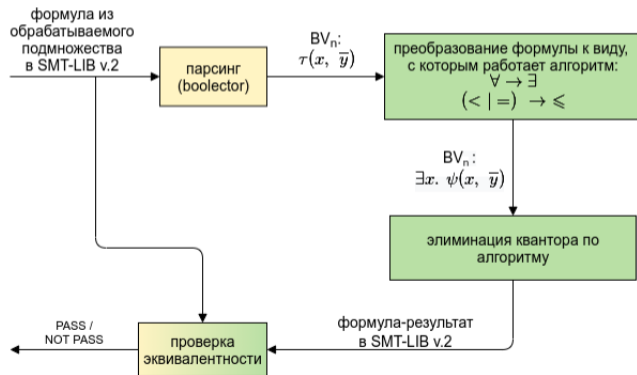 формула из
обрабатываемого
подмножества
в SMT-LIB v.2
парсинг
(boolector)
BVₙ:
τ(x, y̅)
преобразование формулы к виду,
с которым работает алгоритм:
∀ → ∃
(< | =) → ⩽
BVₙ:
∃x. ψ(x, y̅)
элиминация квантора по
алгоритму
формула-результат
в SMT-LIB v.2
проверка
эквивалентности
PASS /
NOT PASS